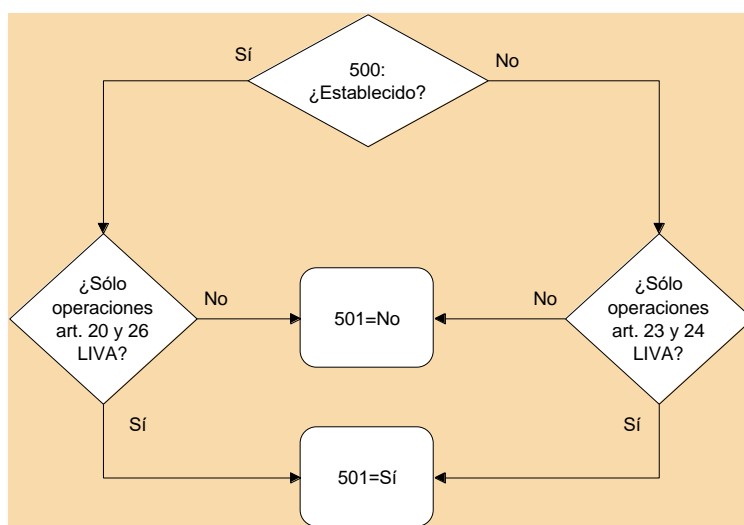 Sí
500:
¿Establecido?
No
¿Sólo
operaciones
art. 20 y 26
LIVA?
No
501=No
No
¿Sólo
operaciones
art. 23 y 24
LIVA?
Sí
501=Sí
Sí